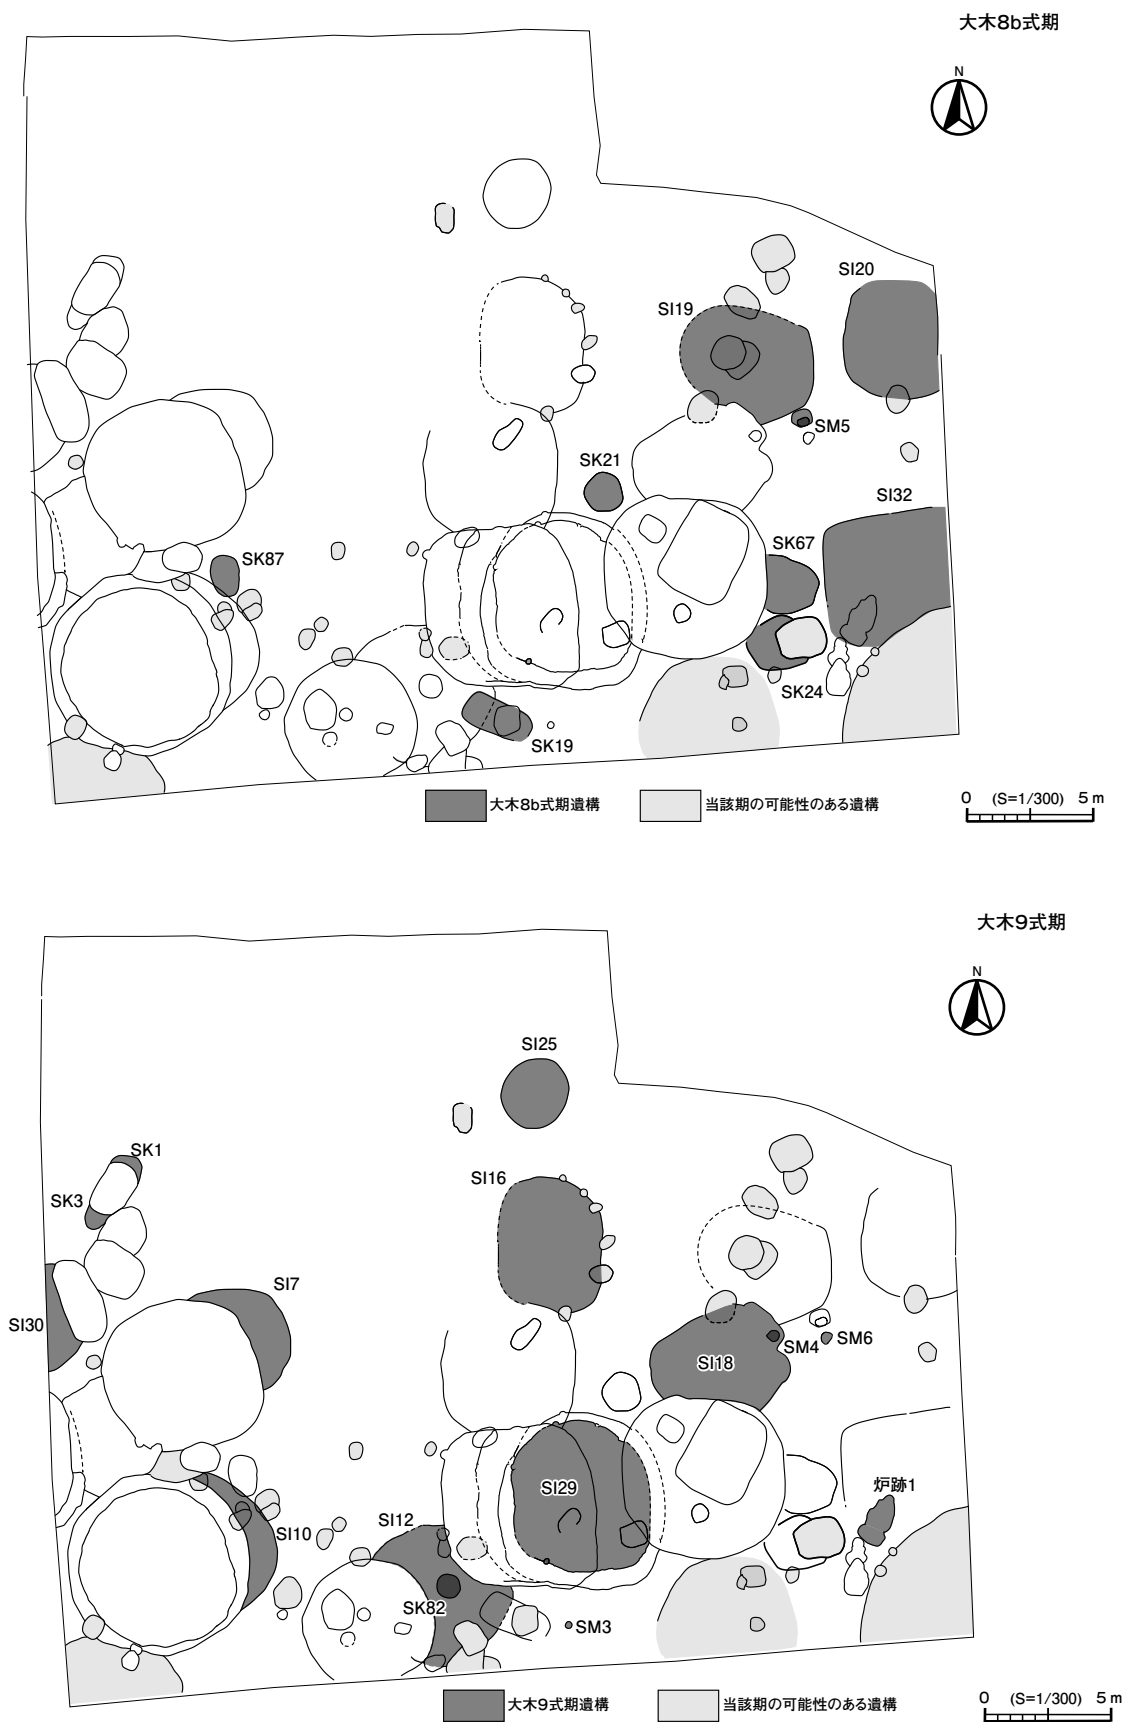 大木8b式期
N
SI20
SI19
SM5
SK21
SI32
SK67
SK87
SK24
SK19
大木8b式期遺構
当該期の可能性のある遺構
0 (S=1/300) 5 m
大木9式期
N
SI25
SK1
SI16
SK3
SI7
SI30
SM4
SM6
SI18
炉跡1
SI29
SI12
SI10
SK82
SM3
大木9式期遺構
当該期の可能性のある遺構
0 (S=1/300) 5 m